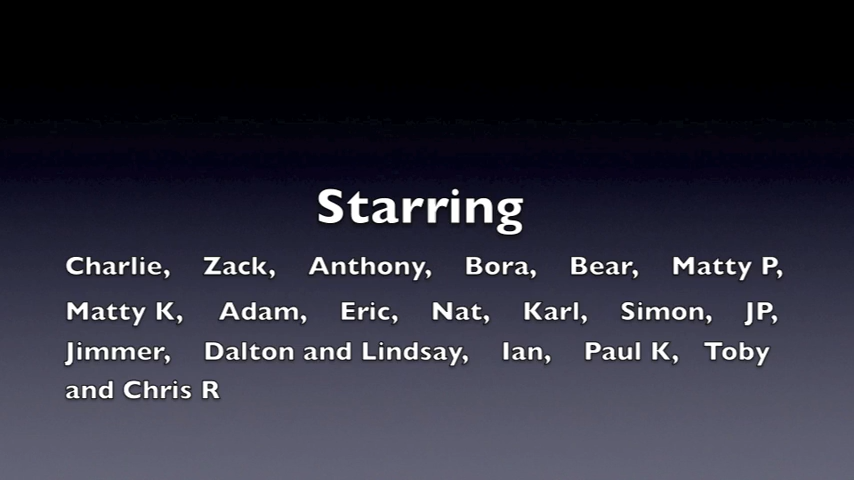 Starring
Charlie, Zack, Anthony, Bora, Bear, Matty P,
Matty K, Adam, Eric, Nat, Karl, Simon, JP,
Jimmer, Dalton and Lindsay, Ian, Paul K, Toby
and Chris R